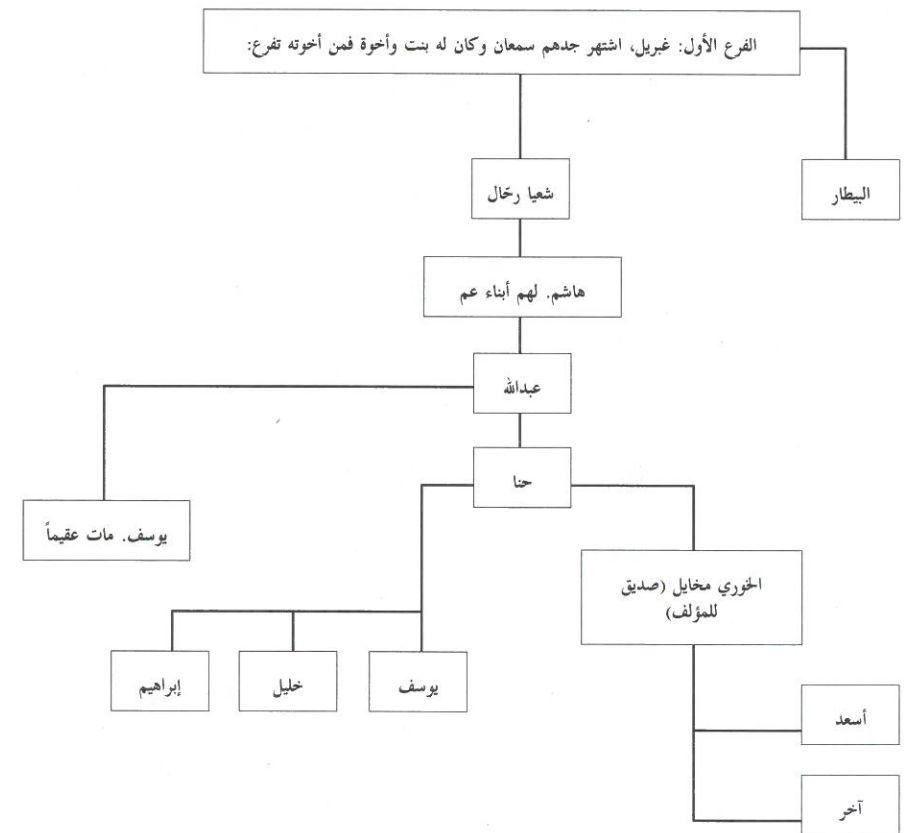 الفرع الأول: غبريل، اشتهر جدهم سمعان وكان له بنت وأخوة فمن أخوته تفرع:
البيطار
شعيا رحّال
هاشم. لهم أبناء عم
عبدالله
حنا
يوسف. مات عقيماً
الخوري مخايل (صديق
للمؤلف)
يوسف
خليل
إبراهيم
أسعد
آخر